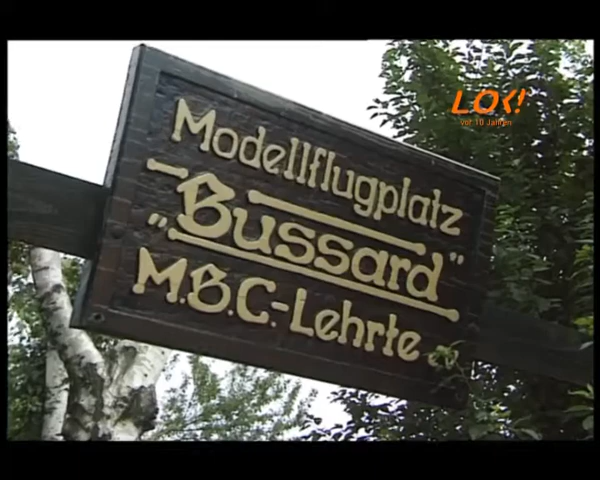 LOK!
vor 10 Jahren
Modellflugplatz
„Bussard"
M.B.C.-Lehrte